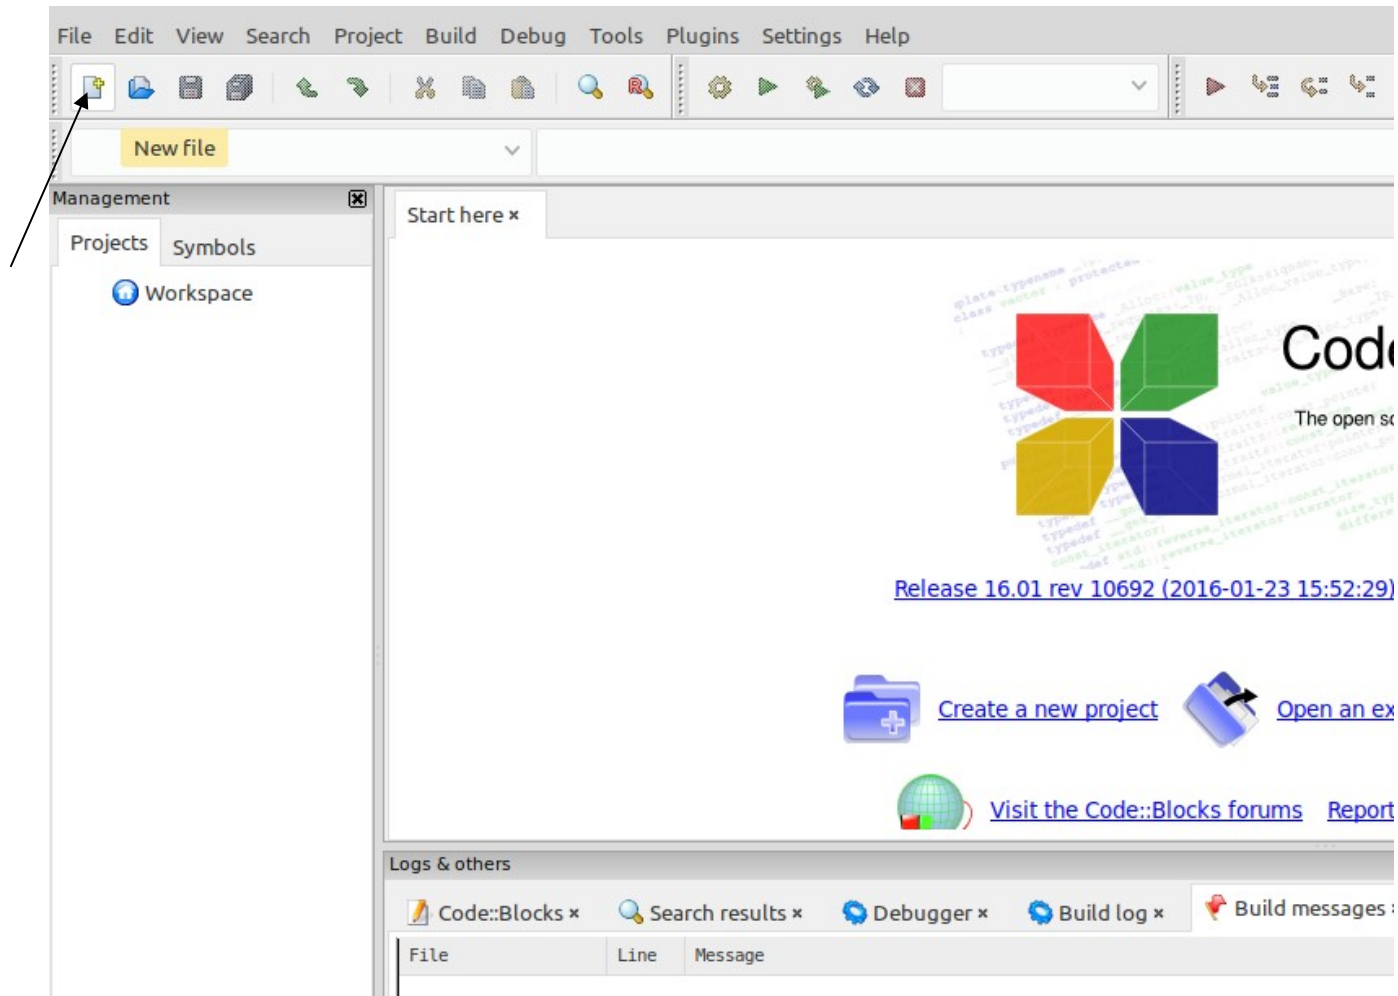 File Edit View Search Project Build Debug Tools Plugins Settings Help
New file
Management
Start here
Projects Symbols
Workspace
Code
The open
Release 16.01 rev 10692 (2016-01-23 15:52:29)
Create a new project Open an ex
Visit the Code::Blocks forums Report
Logs & others
Code::Blocks Search results Debugger Build log Build messages
File Line Message